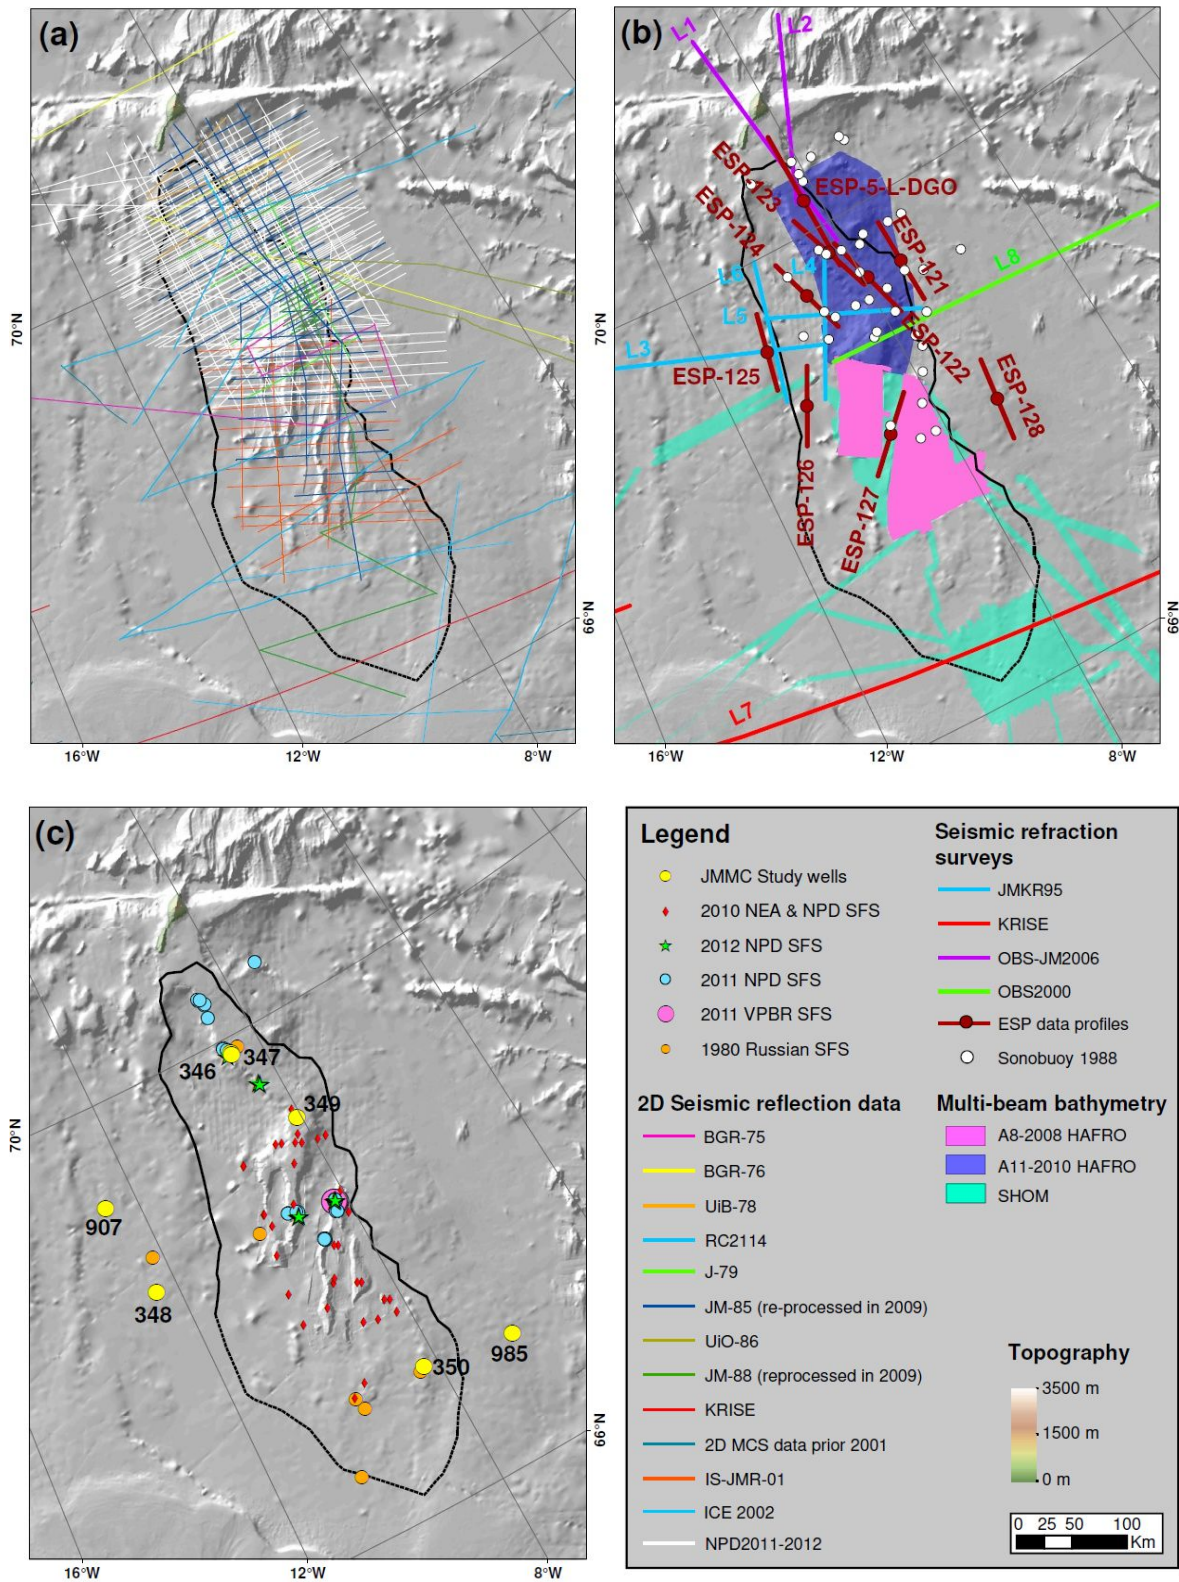 (a)
70°N
66°N
16°W
12°W
8°W
(b)
L1
L2
ESP-123
ESP-5-L-DGO
ESP-124
ESP-121
L8
L6
L4
L5
L3
ESP-122
ESP-125
ESP-128
ESP-126
ESP-127
L7
70°N
66°N
16°W
12°W
8°W
(c)
346
347
349
907
348
985
350
70°N
66°N
16°W
12°W
8°W
Legend
JMMC Study wells
2010 NEA & NPD SFS
2012 NPD SFS
2011 NPD SFS
2011 VPBR SFS
1980 Russian SFS
2D Seismic reflection data
BGR-75
BGR-76
UiB-78
RC2114
J-79
JM-85 (re-processed in 2009)
UiO-86
JM-88 (reprocessed in 2009)
KRISE
2D MCS data prior 2001
IS-JMR-01
ICE 2002
NPD2011-2012
Seismic refraction
surveys
JMKR95
KRISE
OBS-JM2006
OBS2000
ESP data profiles
Sonobuoy 1988
Multi-beam bathymetry
A8-2008 HAFRO
A11-2010 HAFRO
SHOM
Topography
3500 m
1500 m
0 m
0 25 50 100
Km